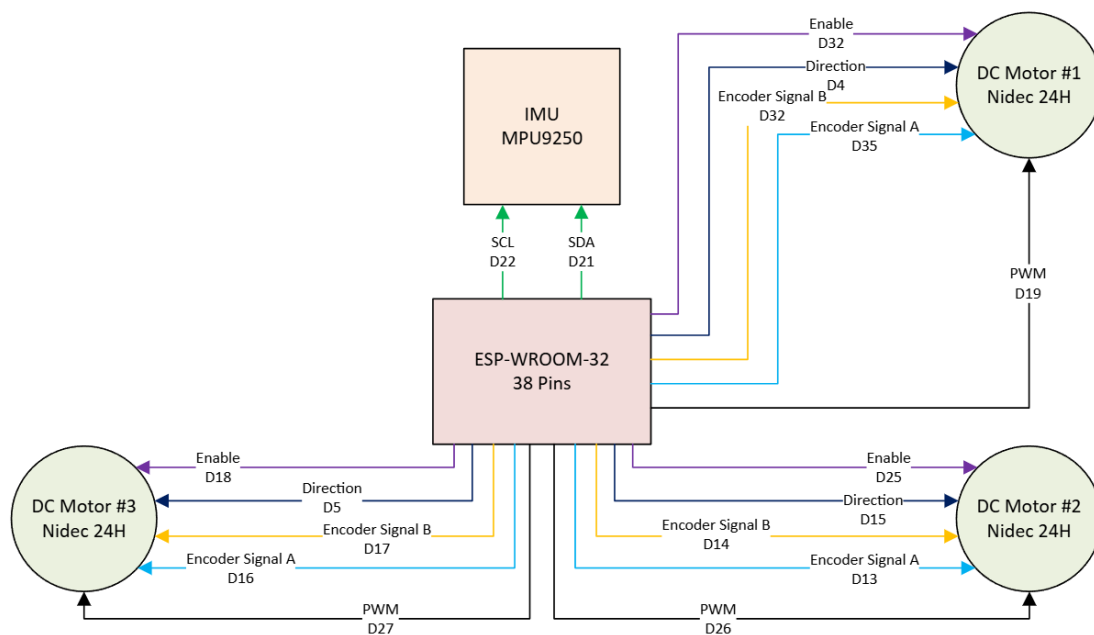 Enable
D32
Direction
D4
Encoder Signal B
D32
Encoder Signal A
D35
DC Motor #1
Nidec 24H
IMU
MPU9250
SCL
D22
SDA
D21
PWM
D19
ESP-WROOM-32
38 Pins
DC Motor #3
Nidec 24H
Enable
D18
Direction
D5
Encoder Signal B
D17
Encoder Signal A
D16
PWM
D27
Enable
D25
Direction
D15
Encoder Signal B
D14
Encoder Signal A
D13
PWM
D26
DC Motor #2
Nidec 24H